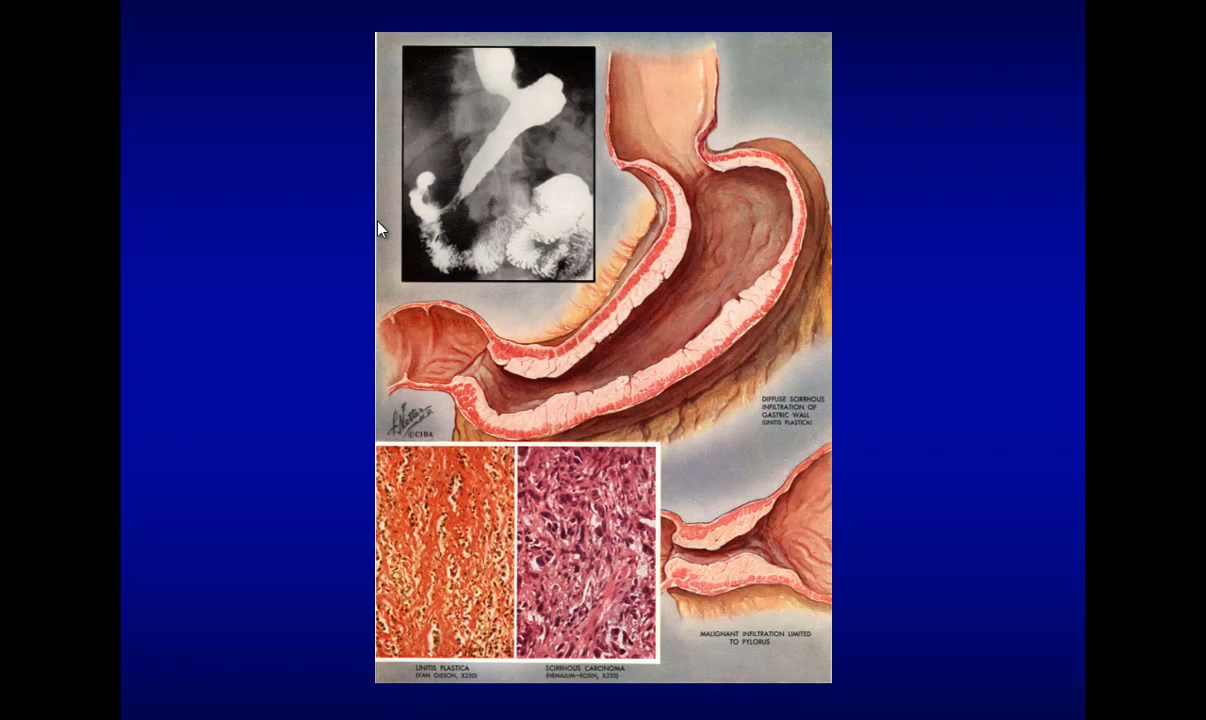 DIFFUSE SCIRRHOUS
INFILTRATION OF
GASTRIC WALL
(LINITIS PLASTICA)
©CIBA
MALIGNANT INFILTRATION LIMITED
TO PYLORUS
LINITIS PLASTICA
(VAN GIESON, X250)
SCIRRHOUS CARCINOMA
(HEMALUM-EOSIN, X250)